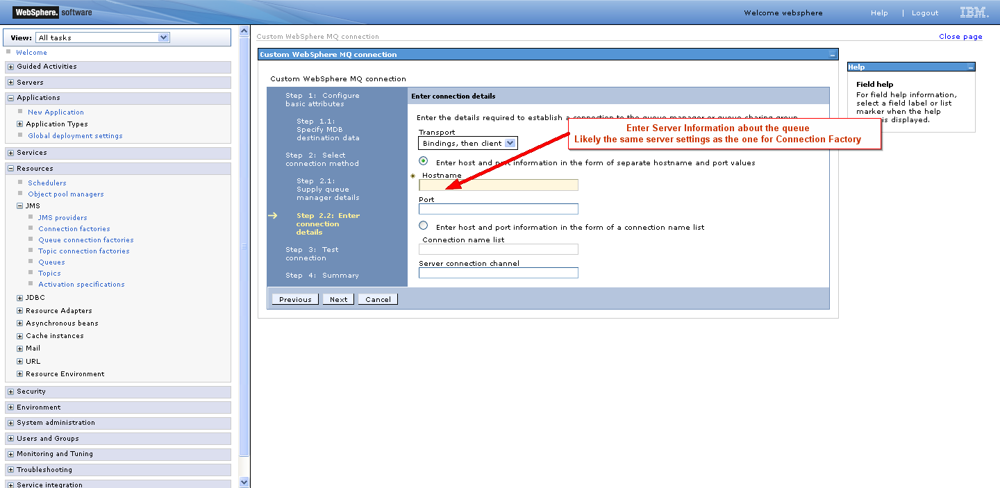 WebSphere. software
Welcome websphere
Help | Logout
IBM.
View: All tasks
Welcome
Guided Activities
Servers
Applications
New Application
Application Types
Global deployment settings
Services
Resources
Schedulers
Object pool managers
JMS
JMS providers
Connection factories
Queue connection factories
Topic connection factories
Queues
Topics
Activation specifications
JDBC
Resource Adapters
Asynchronous beans
Cache instances
Mail
URL
Resource Environment
Security
Environment
System administration
Users and Groups
Monitoring and Tuning
Troubleshooting
Service integration
Custom WebSphere MQ connection
Close page
Custom WebSphere MQ connection
Custom WebSphere MQ connection
Step 1: Configure
basic attributes
Step 1.1:
Specify MDB
destination data
Step 2: Select
connection method
Step 2.1:
Supply queue
manager details
Step 2.2: Enter
connection
details
Step 3: Test
connection
Step 4: Summary
Enter connection details
Enter the details required to establish a connection to the queue manager or queue sharing group
Transport
Bindings, then client
Enter Server Information about the queue
Likely the same server settings as the one for Connection Factory
Enter host and port information in the form of separate hostname and port values
* Hostname
Port
Enter host and port information in the form of a connection name list
Connection name list
Server connection channel
Previous
Next
Cancel
Help
Field help
For field help information,
select a field label or list
marker when the help
is displayed.